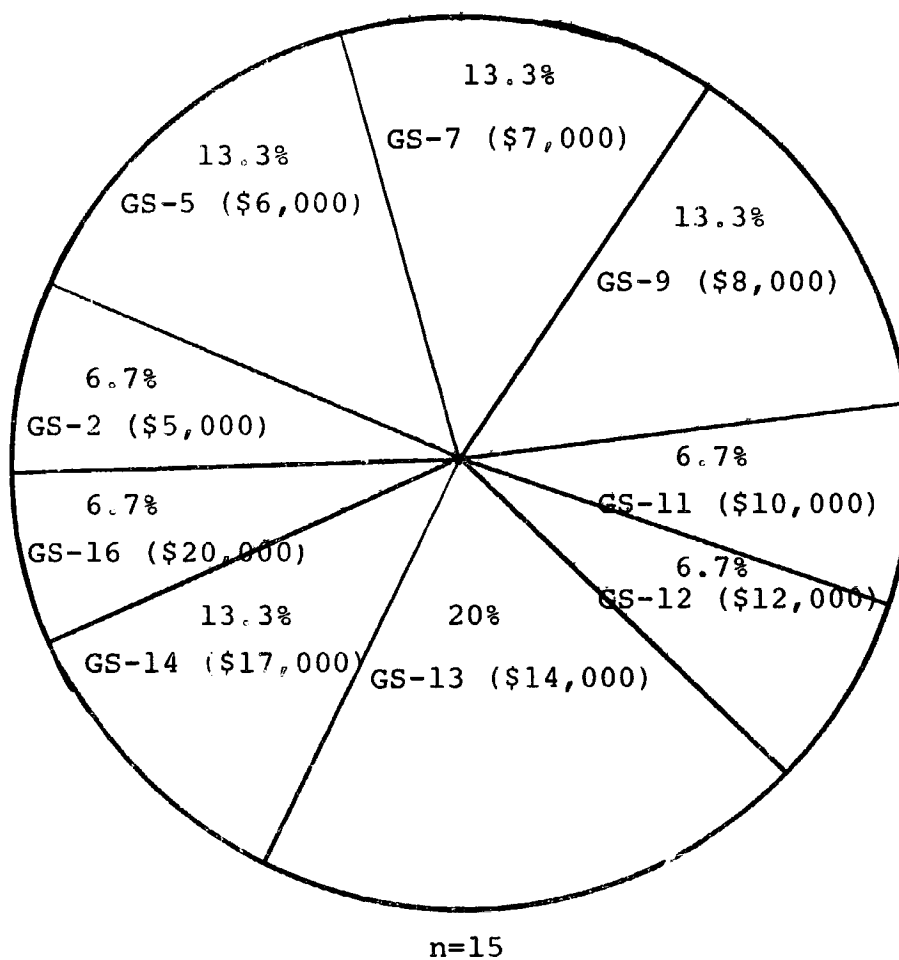 13.3%
GS-7 ($7,000)
13.3%
GS-5 ($6,000)
13.3%
GS-9 ($8,000)
6.7%
GS-2 ($5,000)
6.7%
GS-11 ($10,000)
6.7%
GS-16 ($20,000)
6.7%
GS-12 ($12,000)
13.3%
GS-14 ($17,000)
20%
GS-13 ($14,000)
n=15